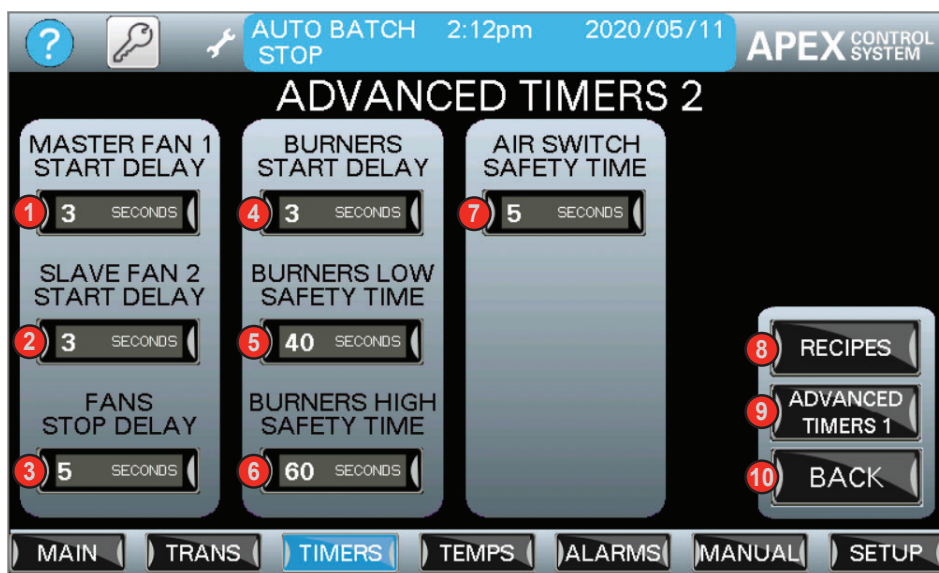 ?
AUTO BATCH STOP
2:12pm
2020/05/11
APEX CONTROL SYSTEM
ADVANCED TIMERS 2
MASTER FAN 1
START DELAY
1 3 SECONDS
SLAVE FAN 2
START DELAY
2 3 SECONDS
FANS
STOP DELAY
3 5 SECONDS
BURNERS
START DELAY
4 3 SECONDS
BURNERS LOW
SAFETY TIME
5 40 SECONDS
BURNERS HIGH
SAFETY TIME
6 60 SECONDS
AIR SWITCH
SAFETY TIME
7 5 SECONDS
8 RECIPES
9 ADVANCED
TIMERS 1
10 BACK
MAIN TRANS TIMERS TEMPS ALARMS MANUAL SETUP